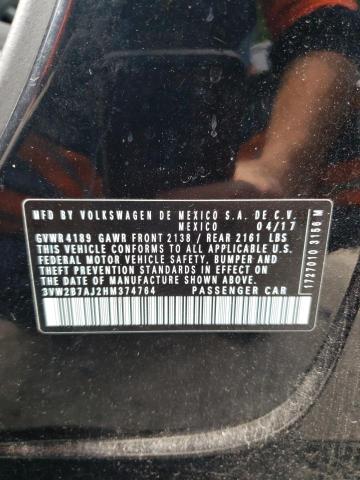 MFD BY VOLKSWAGEN DE MEXICO S.A. DE C.V.
MEXICO 04/17
GVWR 4189 GAWR FRONT 2138 / REAR 2161 LBS
THIS VEHICLE CONFORMS TO ALL APPLICABLE U.S.
FEDERAL MOTOR VEHICLE SAFETY, BUMPER AND
THEFT PREVENTION STANDARDS IN EFFECT ON
THE DATE OF MANUFACTURE SHOWN ABOVE.
3VW2B7AJ2HM374764 PASSENGER CAR
1727010 3156 M